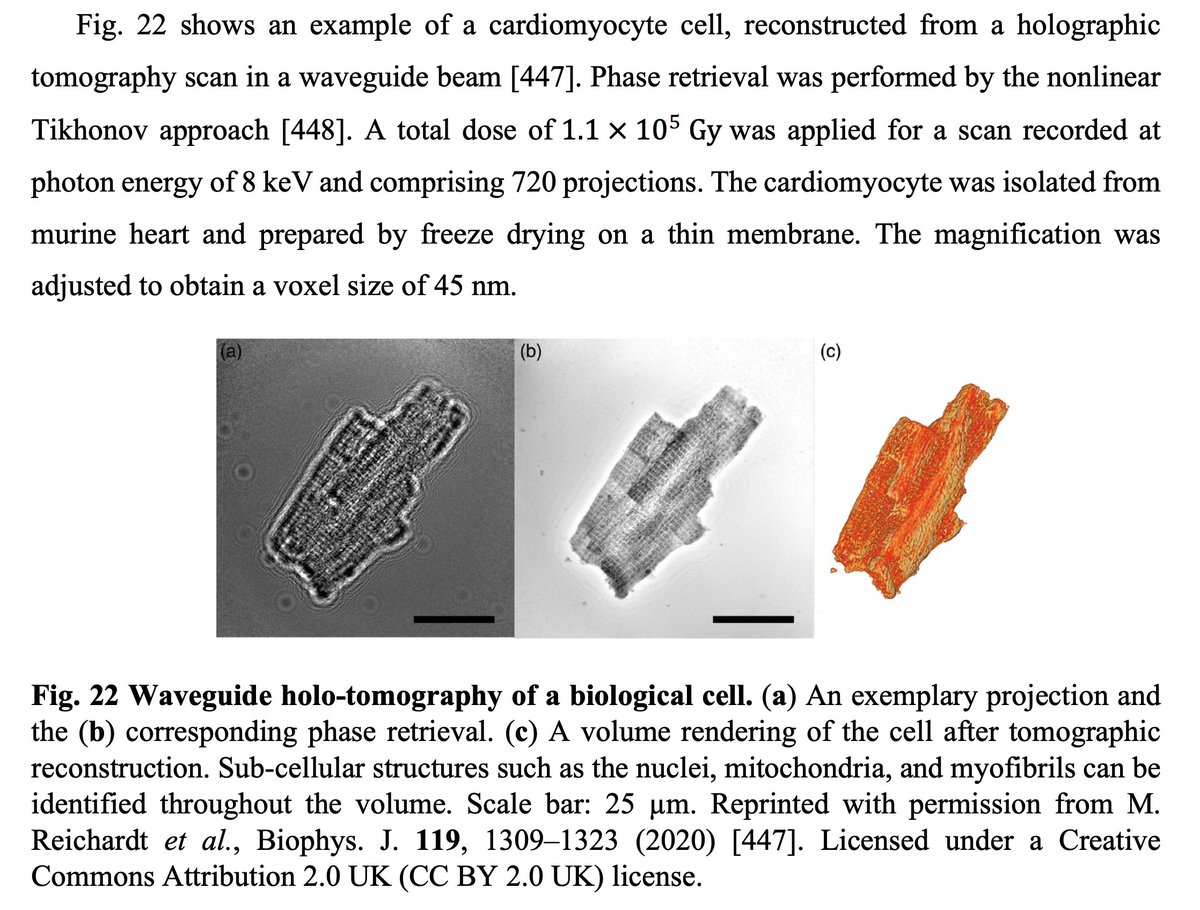 Fig. 22 shows an example of a cardiomyocyte cell, reconstructed from a holographic
tomography scan in a waveguide beam [447]. Phase retrieval was performed by the nonlinear
Tikhonov approach [448]. A total dose of 1.1 × 10⁵ Gy was applied for a scan recorded at
photon energy of 8 keV and comprising 720 projections. The cardiomyocyte was isolated from
murine heart and prepared by freeze drying on a thin membrane. The magnification was
adjusted to obtain a voxel size of 45 nm.
(a)
(b)
(c)
Fig. 22 Waveguide holo-tomography of a biological cell. (a) An exemplary projection and
the (b) corresponding phase retrieval. (c) A volume rendering of the cell after tomographic
reconstruction. Sub-cellular structures such as the nuclei, mitochondria, and myofibrils can be
identified throughout the volume. Scale bar: 25 μm. Reprinted with permission from M.
Reichardt et al., Biophys. J. 119, 1309–1323 (2020) [447]. Licensed under a Creative
Commons Attribution 2.0 UK (CC BY 2.0 UK) license.